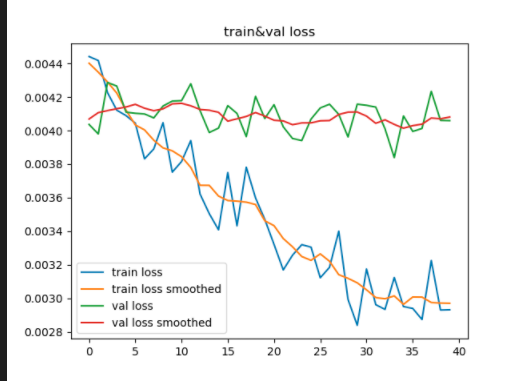 train&val loss
0.0044
0.0042
0.0040
0.0038
0.0036
0.0034
0.0032
0.0030
0.0028
train loss
train loss smoothed
val loss
val loss smoothed
0 5 10 15 20 25 30 35 40